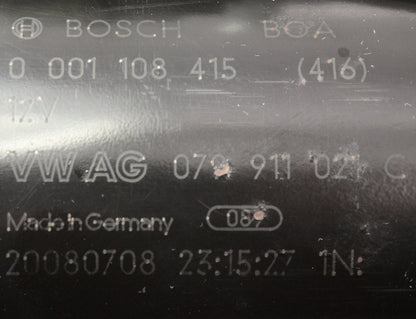 BOSCH BOA
0 001 108 415 (416)
12V
VW AG 079 911 021 C
Made in Germany 089
20080708 23:15:27 1N: